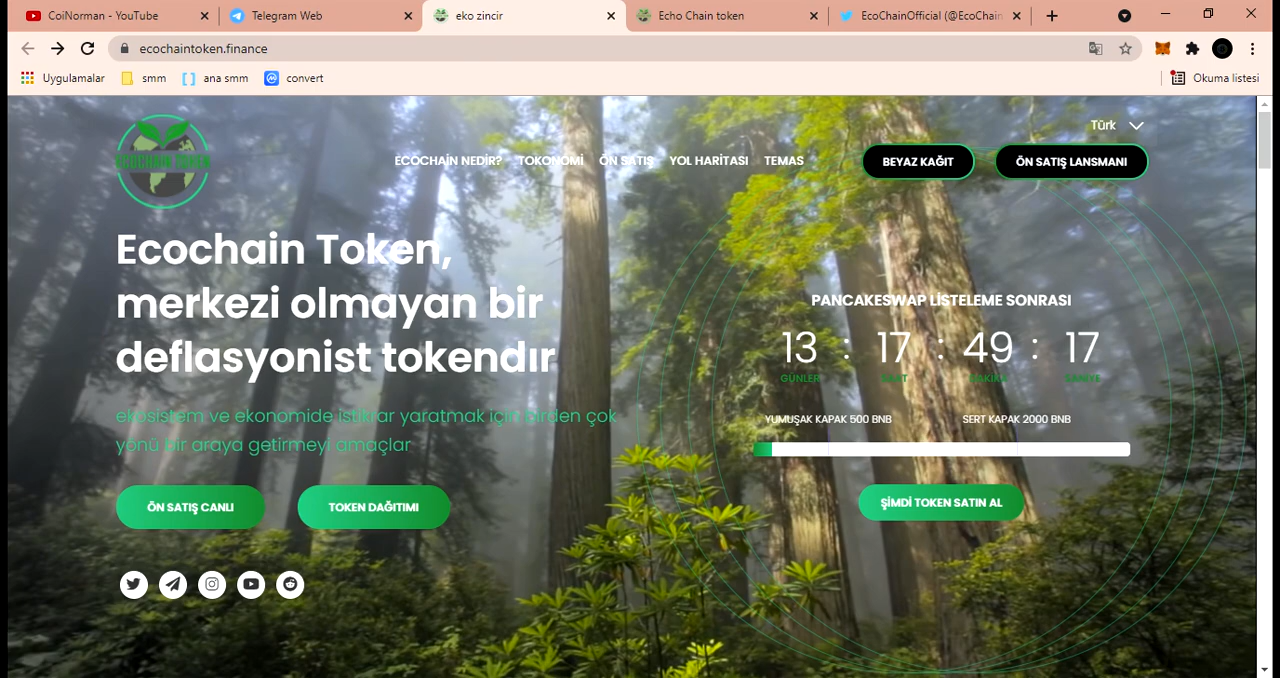 CoiNorman - YouTube
Telegram Web
eko zincir
Echo Chain token
EcoChainOfficial (@EcoChain
ecochaintoken.finance
Uygulamalar
smm
ana smm
convert
Okuma listesi
Türk
ECOCHAIN TOKEN
ECOCHAİN NEDİR?
TOKONOMİ
ÖN SATIŞ
YOL HARİTASI
TEMAS
BEYAZ KAĞIT
ÖN SATIŞ LANSMANI
Ecochain Token,
merkezi olmayan bir
deflasyonist tokendır
ekosistem ve ekonomide istikrar yaratmak için birden çok
yönü bir araya getirmeyi amaçlar
ÖN SATIŞ CANLI
TOKEN DAĞITIMI
PANCAKESWAP LİSTELEME SONRASI
13 : 17 : 49 : 17
GÜNLER
SAAT
DAKİKA
SANİYE
YUMUŞAK KAPAK 500 BNB
SERT KAPAK 2000 BNB
ŞİMDİ TOKEN SATIN AL